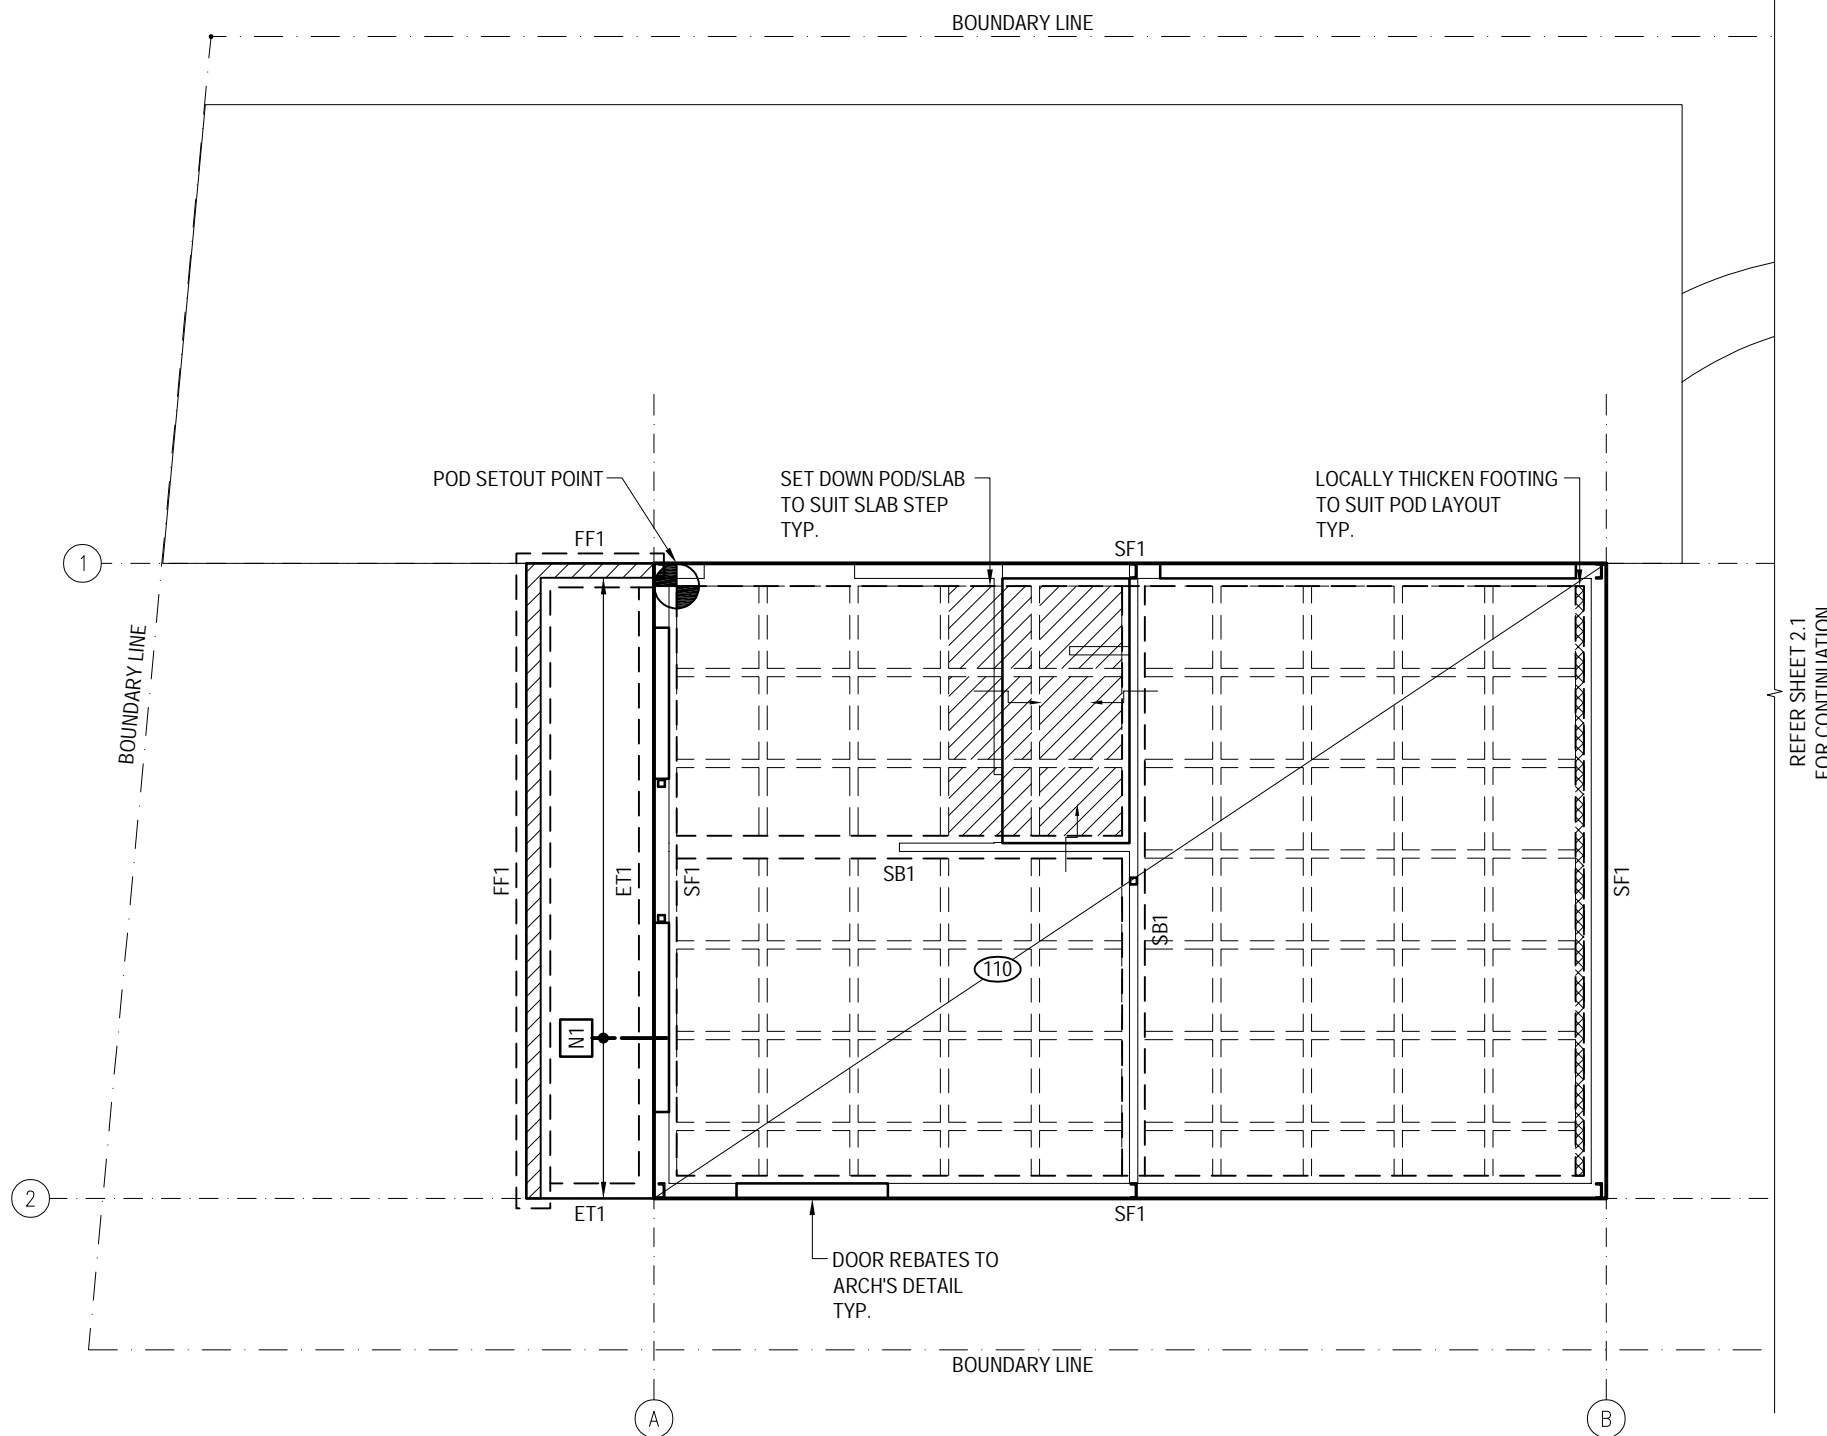 BOUNDARY LINE
POD SETOUT POINT
SET DOWN POD/SLAB
TO SUIT SLAB STEP
TYP.
LOCALLY THICKEN FOOTING
TO SUIT POD LAYOUT
TYP.
FF1
SF1
1
BOUNDARY LINE
REFER SHEET 2.1
FOR CONTINUATION
FF1
ET1
SF1
SB1
SB1
SF1
110
N1
2
ET1
SF1
DOOR REBATES TO
ARCH'S DETAIL
TYP.
BOUNDARY LINE
A
B